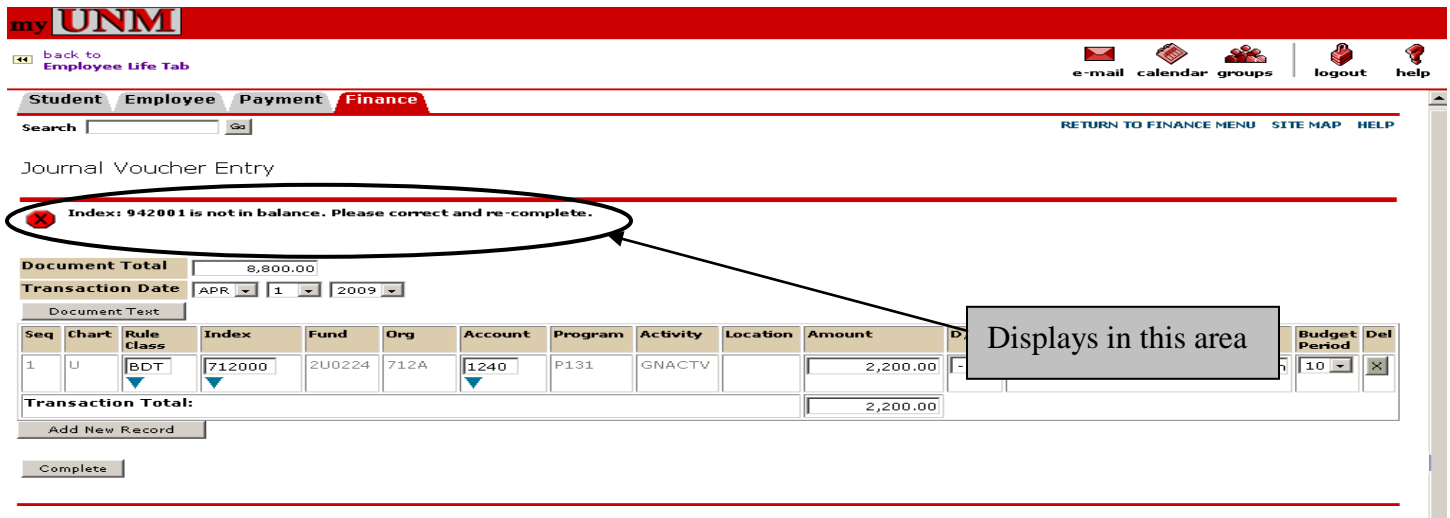 my UNM
back to
Employee Life Tab
e-mail calendar groups logout help
Student Employee Payment Finance
Search Go RETURN TO FINANCE MENU SITE MAP HELP
Journal Voucher Entry
X Index: 942001 is not in balance. Please correct and re-complete.
Document Total 8,800.00
Transaction Date APR 1 2009
Document Text
Displays in this area
Seq Chart Rule Class Index Fund Org Account Program Activity Location Amount Budget Period Del
1 U BDT 712000 2U0224 712A 1240 P131 GNACTV 2,200.00 - 10 X
Transaction Total: 2,200.00
Add New Record
Complete